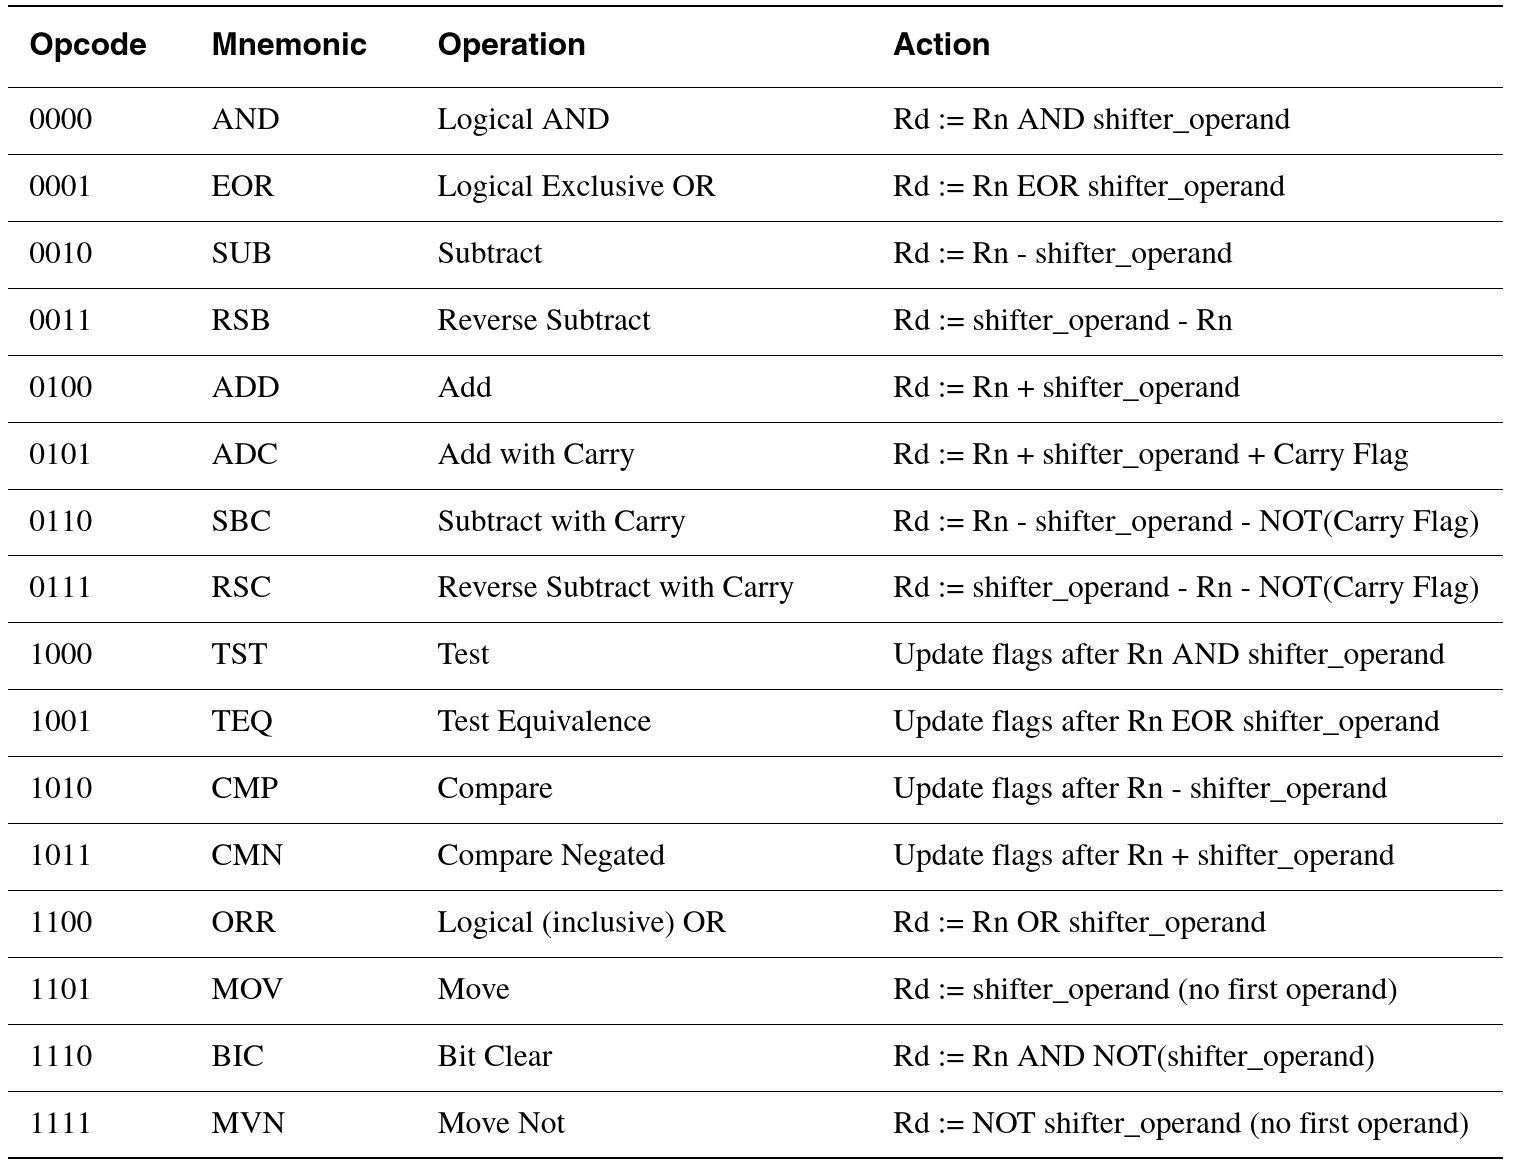 Opcode Mnemonic Operation Action
0000 AND Logical AND Rd := Rn AND shifter_operand
0001 EOR Logical Exclusive OR Rd := Rn EOR shifter_operand
0010 SUB Subtract Rd := Rn - shifter_operand
0011 RSB Reverse Subtract Rd := shifter_operand - Rn
0100 ADD Add Rd := Rn + shifter_operand
0101 ADC Add with Carry Rd := Rn + shifter_operand + Carry Flag
0110 SBC Subtract with Carry Rd := Rn - shifter_operand - NOT(Carry Flag)
0111 RSC Reverse Subtract with Carry Rd := shifter_operand - Rn - NOT(Carry Flag)
1000 TST Test Update flags after Rn AND shifter_operand
1001 TEQ Test Equivalence Update flags after Rn EOR shifter_operand
1010 CMP Compare Update flags after Rn - shifter_operand
1011 CMN Compare Negated Update flags after Rn + shifter_operand
1100 ORR Logical (inclusive) OR Rd := Rn OR shifter_operand
1101 MOV Move Rd := shifter_operand (no first operand)
1110 BIC Bit Clear Rd := Rn AND NOT(shifter_operand)
1111 MVN Move Not Rd := NOT shifter_operand (no first operand)